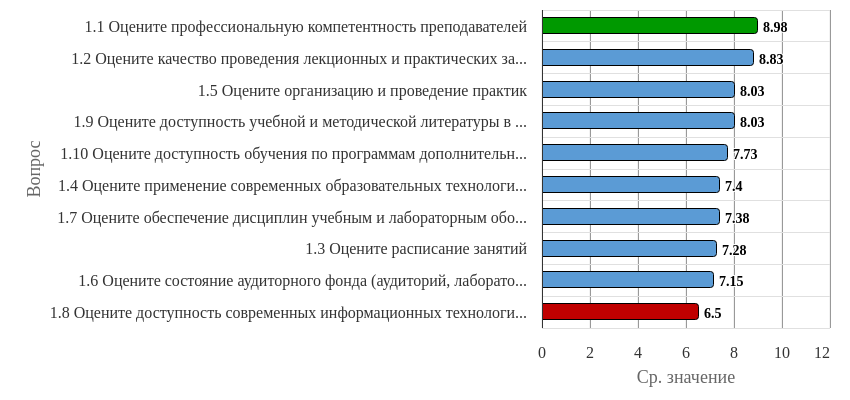 1.1 Оцените профессиональную компетентность преподавателей 8.98
1.2 Оцените качество проведения лекционных и практических за... 8.83
1.5 Оцените организацию и проведение практик 8.03
1.9 Оцените доступность учебной и методической литературы в ... 8.03
1.10 Оцените доступность обучения по программам дополнительн... 7.73
1.4 Оцените применение современных образовательных технологи... 7.4
1.7 Оцените обеспечение дисциплин учебным и лабораторным обо... 7.38
1.3 Оцените расписание занятий 7.28
1.6 Оцените состояние аудиторного фонда (аудиторий, лаборато... 7.15
1.8 Оцените доступность современных информационных технологи... 6.5
Вопрос
0 2 4 6 8 10 12
Ср. значение